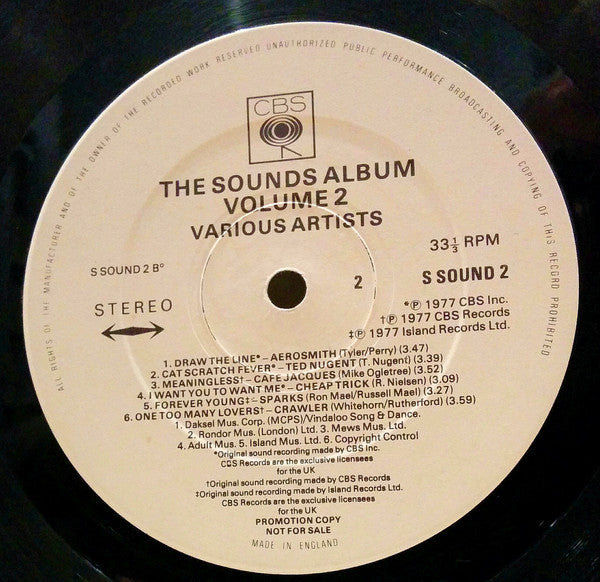 ALL RIGHTS OF THE MANUFACTURER AND OF THE OWNER OF THE RECORDED WORK RESERVED UNAUTHORIZED PUBLIC PERFORMANCE BROADCASTING AND COPYING OF THIS RECORD PROHIBITED
CBS
THE SOUNDS ALBUM
VOLUME 2
VARIOUS ARTISTS
33 1/3 RPM
S SOUND 2 B°
2
S SOUND 2
STEREO
*℗ 1977 CBS Inc.
†℗ 1977 CBS Records
‡℗ 1977 Island Records Ltd.
1. DRAW THE LINE* – AEROSMITH (Tyler/Perry) (3.47)
2. CAT SCRATCH FEVER* – TED NUGENT (T. Nugent) (3.39)
3. MEANINGLESS† – CAFE JACQUES (Mike Ogletree) (3.52)
4. I WANT YOU TO WANT ME* – CHEAP TRICK (R. Nielsen) (3.09)
5. FOREVER YOUNG‡ – SPARKS (Ron Mael/Russell Mael) (3.27)
6. ONE TOO MANY LOVERS† – CRAWLER (Whitehorn/Rutherford) (3.59)
1. Daksel Mus. Corp. (MCPS)/Vindaloo Song & Dance.
2. Rondor Mus. (London) Ltd. 3. Mews Mus. Ltd.
4. Adult Mus. 5. Island Mus. Ltd. 6. Copyright Control
*Original sound recording made by CBS Inc.
CBS Records are the exclusive licensees
for the UK
†Original sound recording made by CBS Records
‡Original sound recording made by Island Records Ltd.
CBS Records are the exclusive licensees
for the UK
PROMOTION COPY
NOT FOR SALE
MADE IN ENGLAND